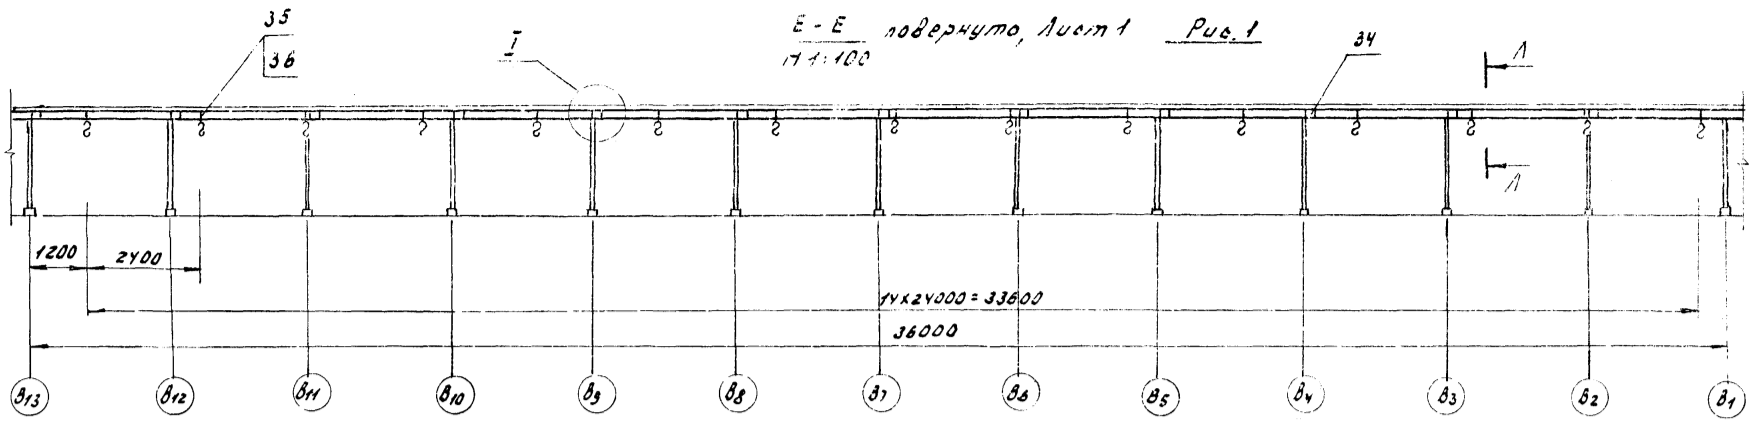 35
36
I
Е - Е повернуто, Лист 1 Рис. 1
М 1:100
34
Л
Л
1200 2400
14х24000 = 33600
36000
В13 В12 В11 В10 В9 В8 В7 В6 В5 В4 В3 В2 В1